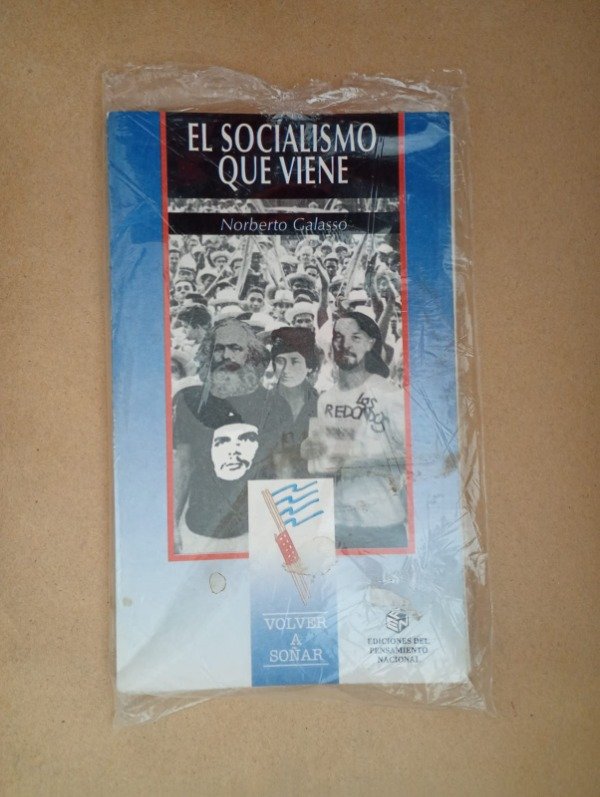 EL SOCIALISMO
QUE VIENE
Norberto Galasso
LOS
REDONDOS
VOLVER
A
SOÑAR
EDICIONES DEL
PENSAMIENTO
NACIONAL